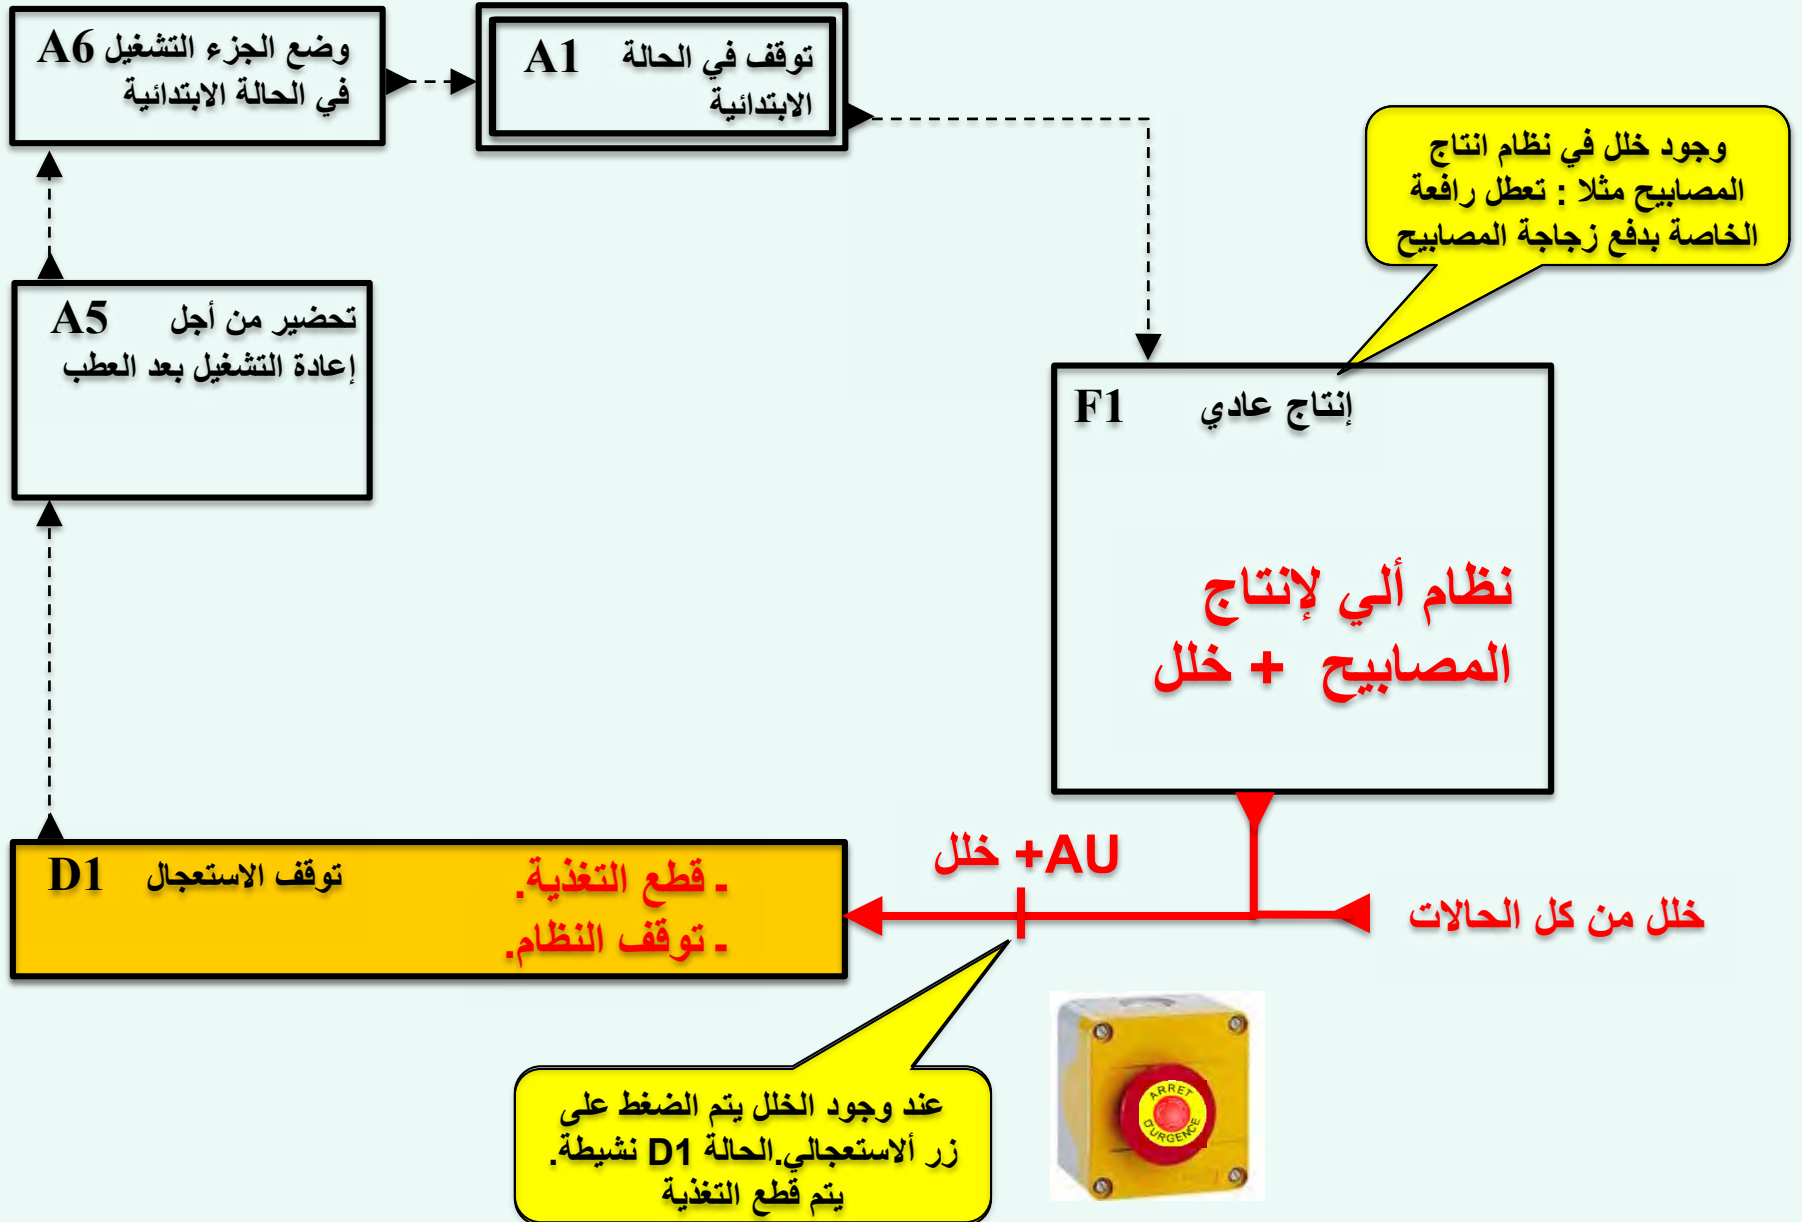 وضع الجزء التشغيل A6
في الحالة الابتدائية
توقف في الحالة A1
الابتدائية
وجود خلل في نظام انتاج
المصابيح مثلا : تعطل رافعة
الخاصة بدفع زجاجة المصابيح
تحضير من أجل A5
إعادة التشغيل بعد العطب
إنتاج عادي F1
نظام ألي لإنتاج
المصابيح + خلل
AU+ خلل
خلل من كل الحالات
توقف الاستعجال D1
- قطع التغذية.
- توقف النظام.
عند وجود الخلل يتم الضغط على
زر ألاستعجالي.الحالة D1 نشيطة.
يتم قطع التغذية
ARRET
D'URGENCE